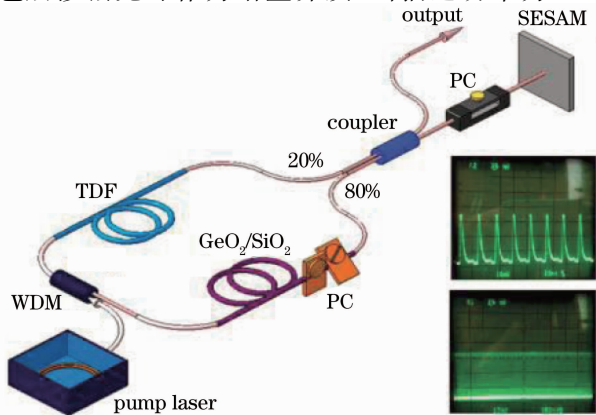 output
SESAM
PC
coupler
20%
80%
TDF
GeO₂/SiO₂
WDM
PC
pump laser